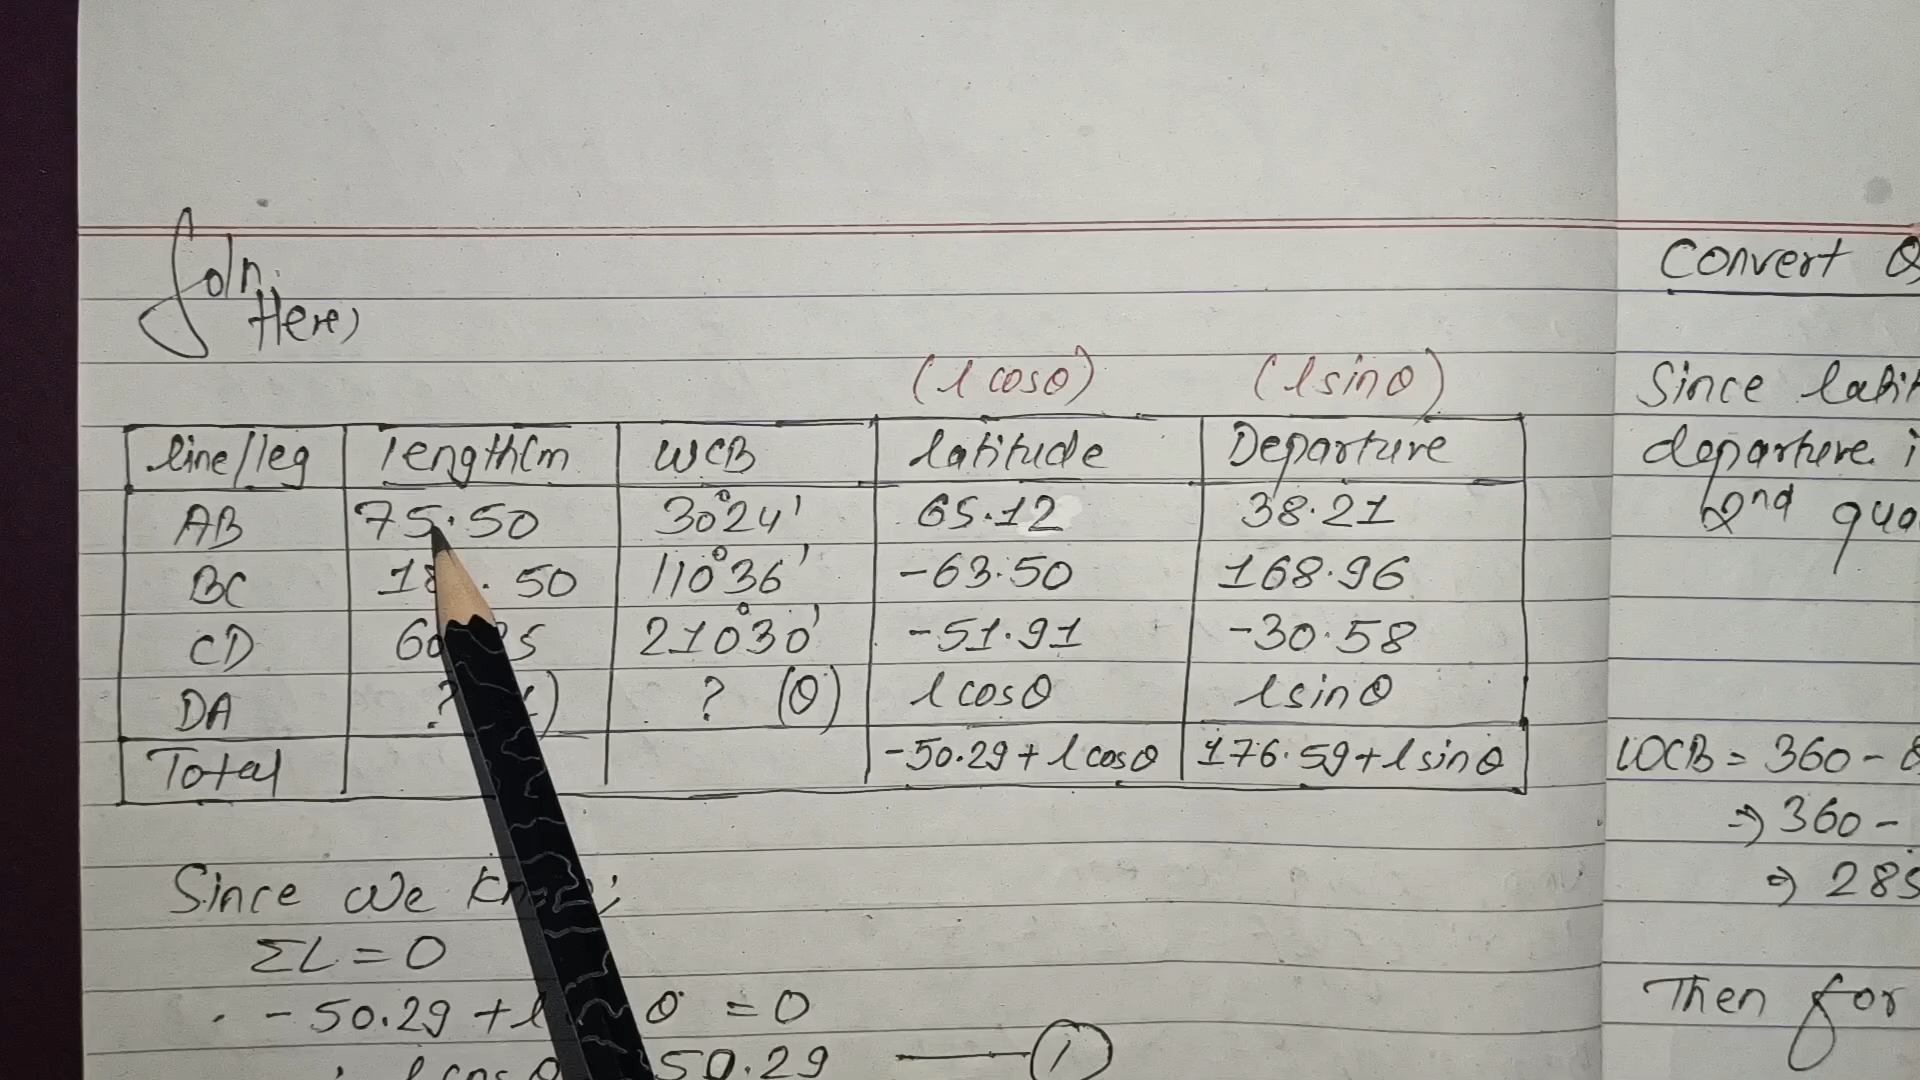 Soln.
Here,
(l cosθ) (l sinθ)
line/leg length(m WCB latitude Departure
AB 75.50 30°24' 65.12 38.21
BC 50 110°36' -63.50 168.96
CD 210°30' -51.91 -30.58
DA ? ? (θ) l cosθ l sinθ
Total -50.29 + l cosθ 176.59 + l sinθ
Since we
ΣL = 0
- 50.29 + l θ = 0
l cosθ 50.29 —— 1
Convert
Since
departure
2nd
WCB = 360 -
⇒ 360 -
⇒ 285
Then for